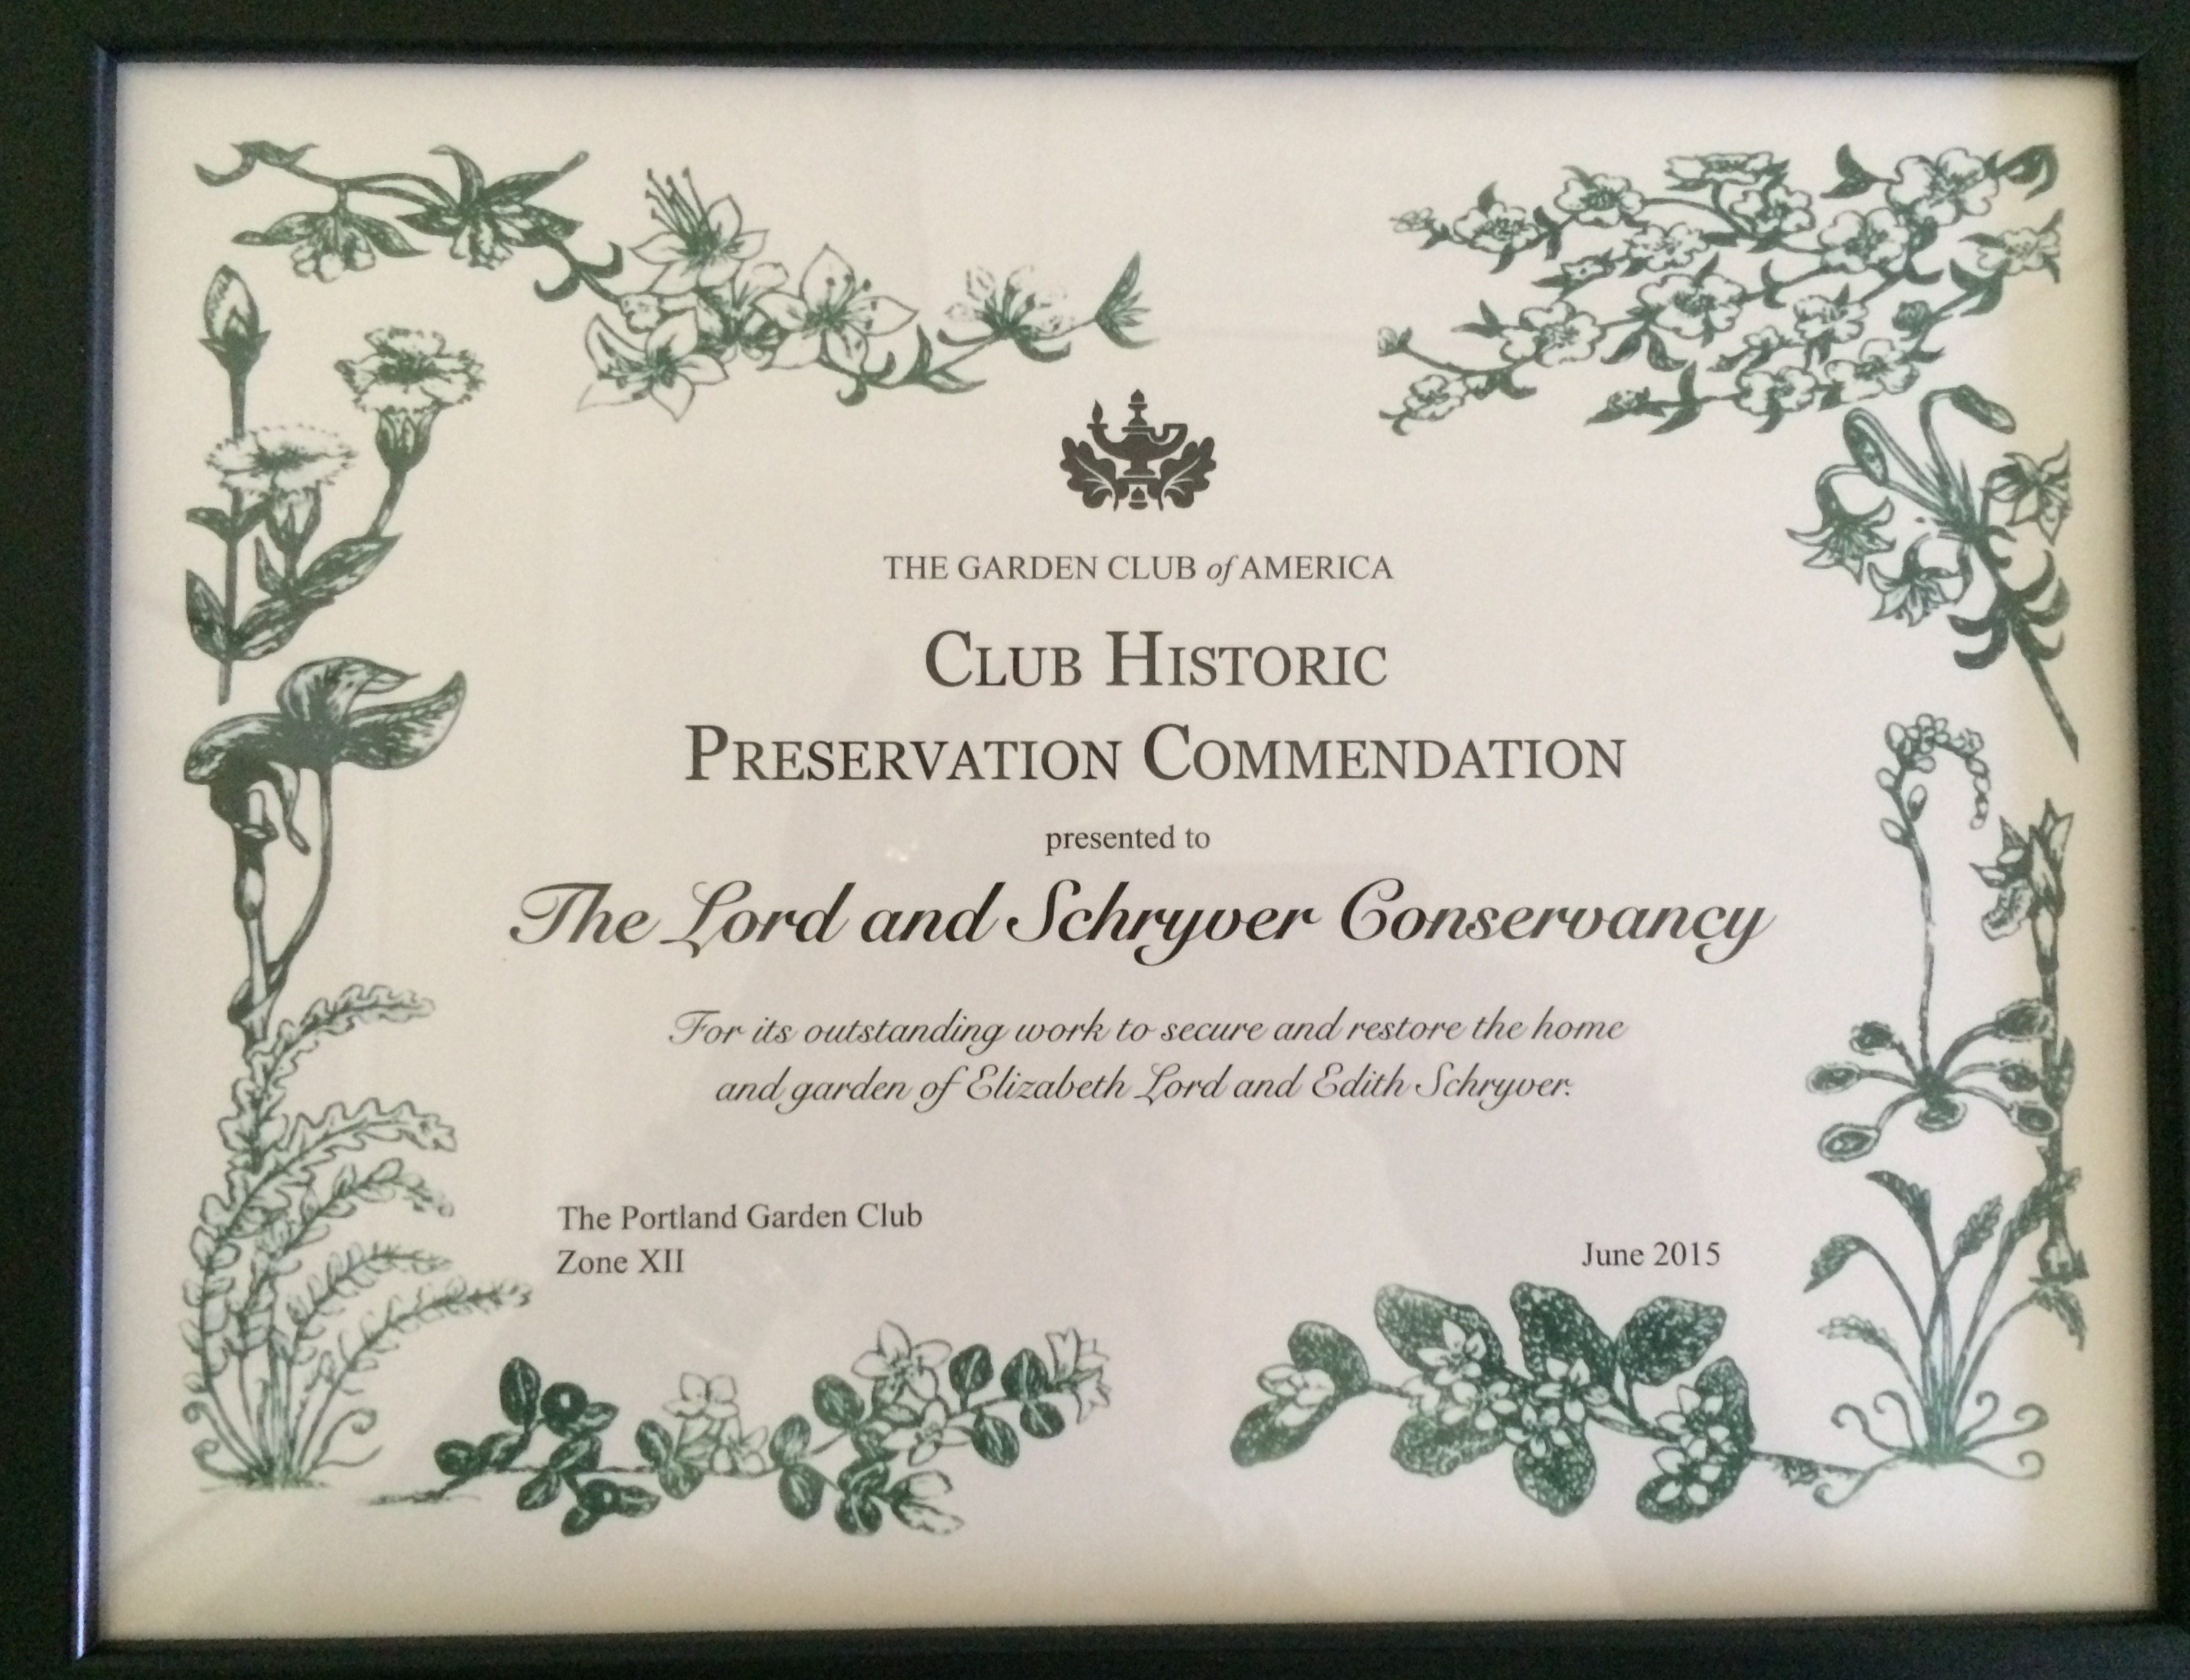 THE GARDEN CLUB of AMERICA
CLUB HISTORIC
PRESERVATION COMMENDATION
presented to
The Lord and Schryver Conservancy
For its outstanding work to secure and restore the home
and garden of Elizabeth Lord and Edith Schryver.
The Portland Garden Club
Zone XII
June 2015